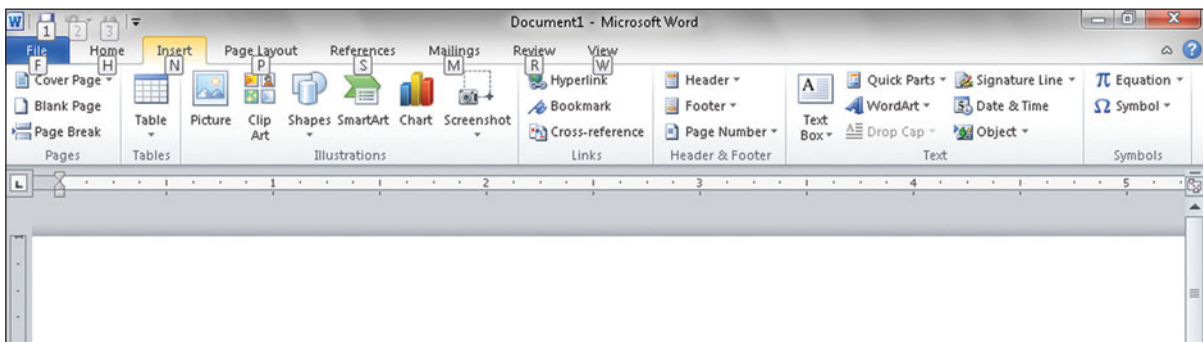 W 1 2 3 Document1 - Microsoft Word
File Home Insert Page Layout References Mailings Review View
F H N P S M R W
Cover Page Hyperlink Header A Quick Parts Signature Line π Equation
Blank Page Bookmark Footer WordArt Date & Time Ω Symbol
Table Picture Clip Art Shapes SmartArt Chart Screenshot Text Box
Page Break Cross-reference Page Number Drop Cap Object
Pages Tables Illustrations Links Header & Footer Text Symbols
L 1 2 3 4 5